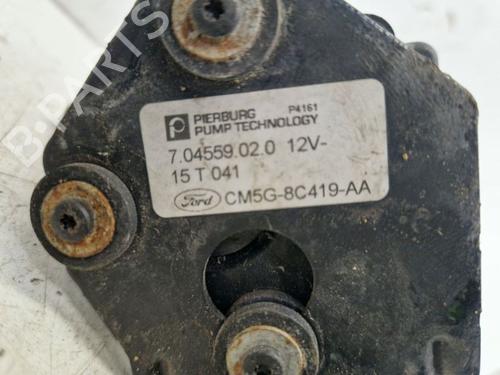 PIERBURG P4161
PUMP TECHNOLOGY
7.04559.02.0 12V-
15 T 041
Ford CM5G-8C419-AA
B-PARTS